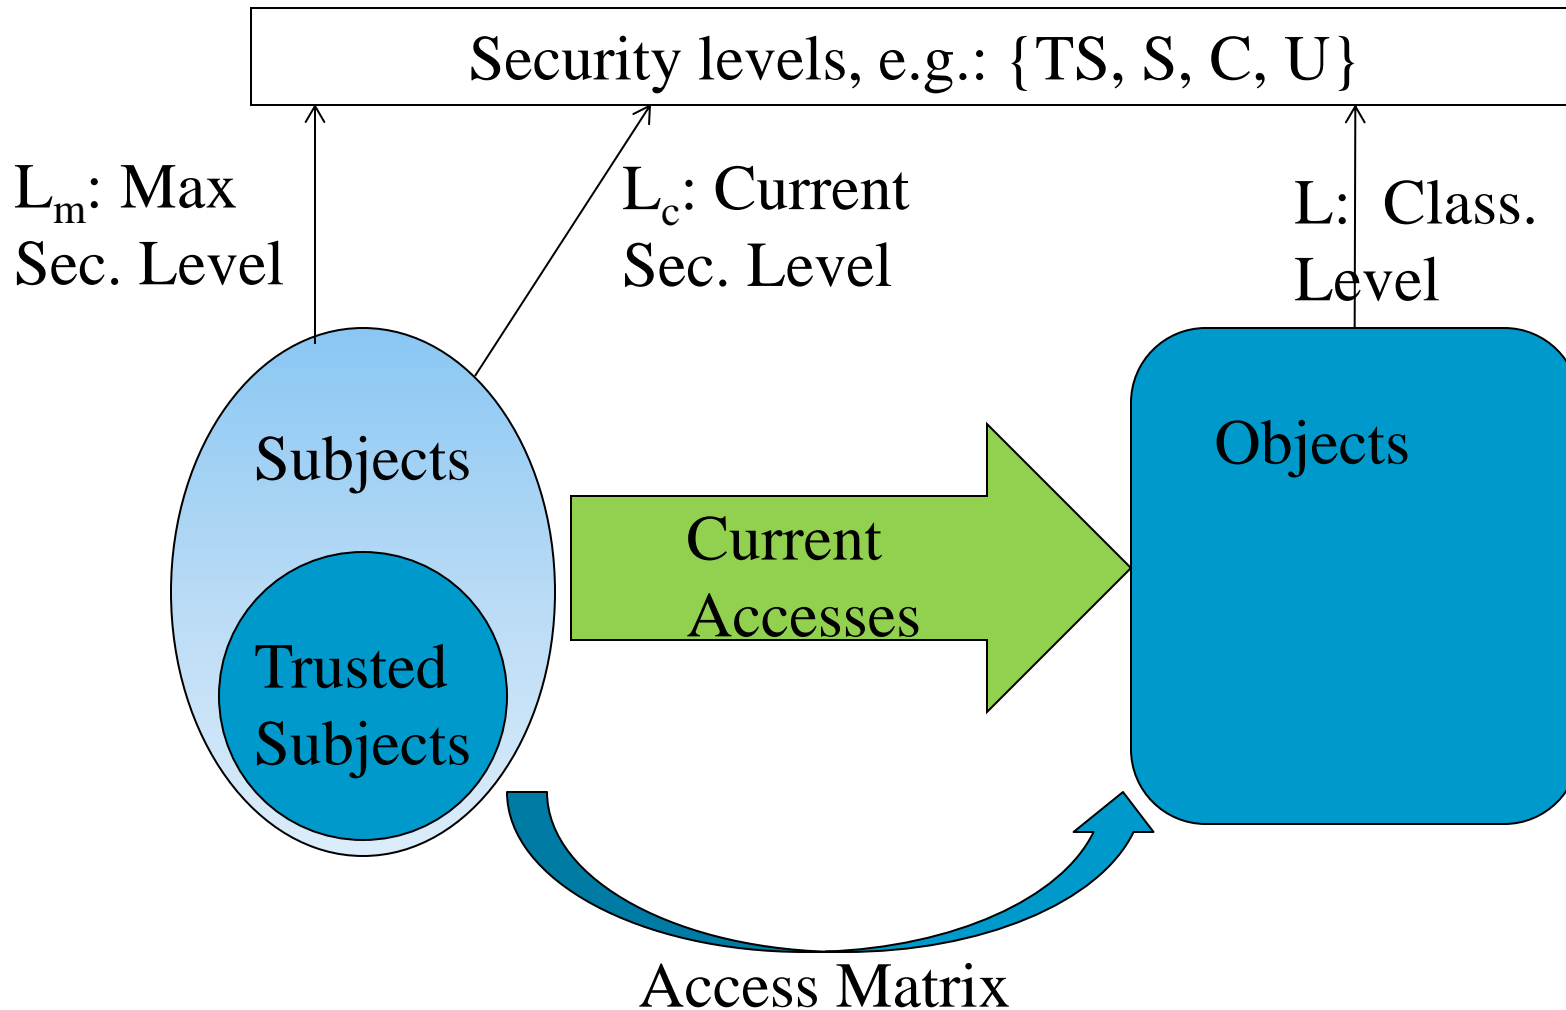 Security levels, e.g.: {TS, S, C, U}
Lm: Max
Sec. Level
Lc: Current
Sec. Level
L: Class.
Level
Subjects
Objects
Current
Accesses
Trusted
Subjects
Access Matrix